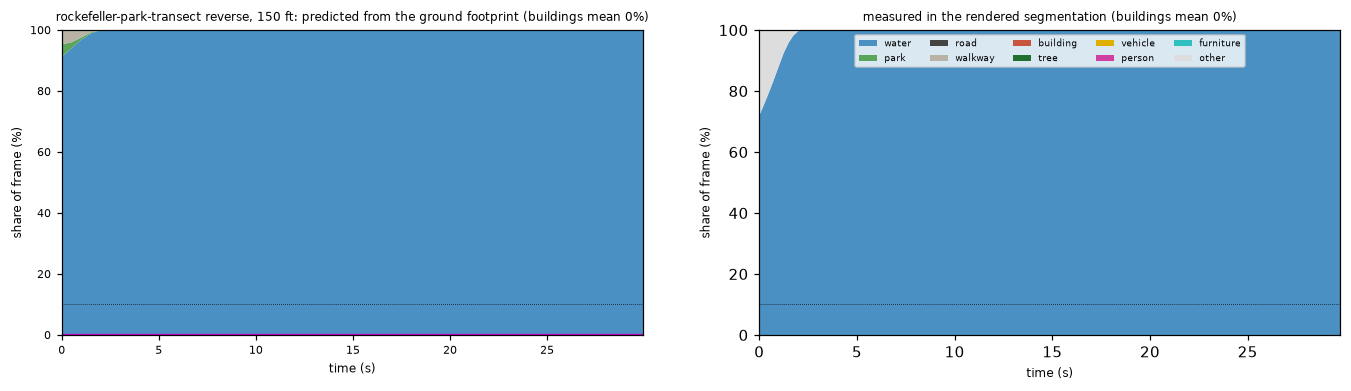 rockefeller-park-transect reverse, 150 ft: predicted from the ground footprint (buildings mean 0%)
share of frame (%)
100
80
60
40
20
0
0 5 10 15 20 25
time (s)
measured in the rendered segmentation (buildings mean 0%)
water road building vehicle furniture
park walkway tree person other
share of frame (%)
100
80
60
40
20
0
0 5 10 15 20 25
time (s)